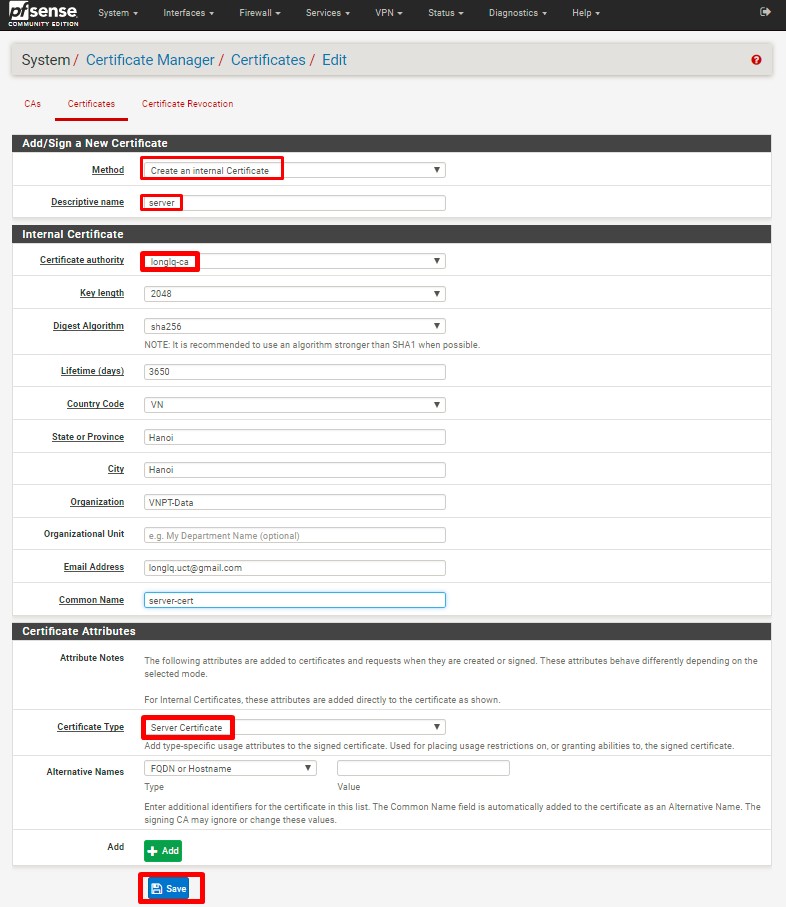 pfsense
COMMUNITY EDITION
System Interfaces Firewall Services VPN Status Diagnostics Help
System / Certificate Manager / Certificates / Edit
CAs Certificates Certificate Revocation
Add/Sign a New Certificate
Method Create an internal Certificate
Descriptive name server
Internal Certificate
Certificate authority longlq-ca
Key length 2048
Digest Algorithm sha256
NOTE: It is recommended to use an algorithm stronger than SHA1 when possible.
Lifetime (days) 3650
Country Code VN
State or Province Hanoi
City Hanoi
Organization VNPT-Data
Organizational Unit e.g. My Department Name (optional)
Email Address longlq.uct@gmail.com
Common Name server-cert
Certificate Attributes
Attribute Notes The following attributes are added to certificates and requests when they are created or signed. These attributes behave differently depending on the
selected mode.
For Internal Certificates, these attributes are added directly to the certificate as shown.
Certificate Type Server Certificate
Add type-specific usage attributes to the signed certificate. Used for placing usage restrictions on, or granting abilities to, the signed certificate.
Alternative Names FQDN or Hostname
Type Value
Enter additional identifiers for the certificate in this list. The Common Name field is automatically added to the certificate as an Alternative Name. The
signing CA may ignore or change these values.
Add Add
Save